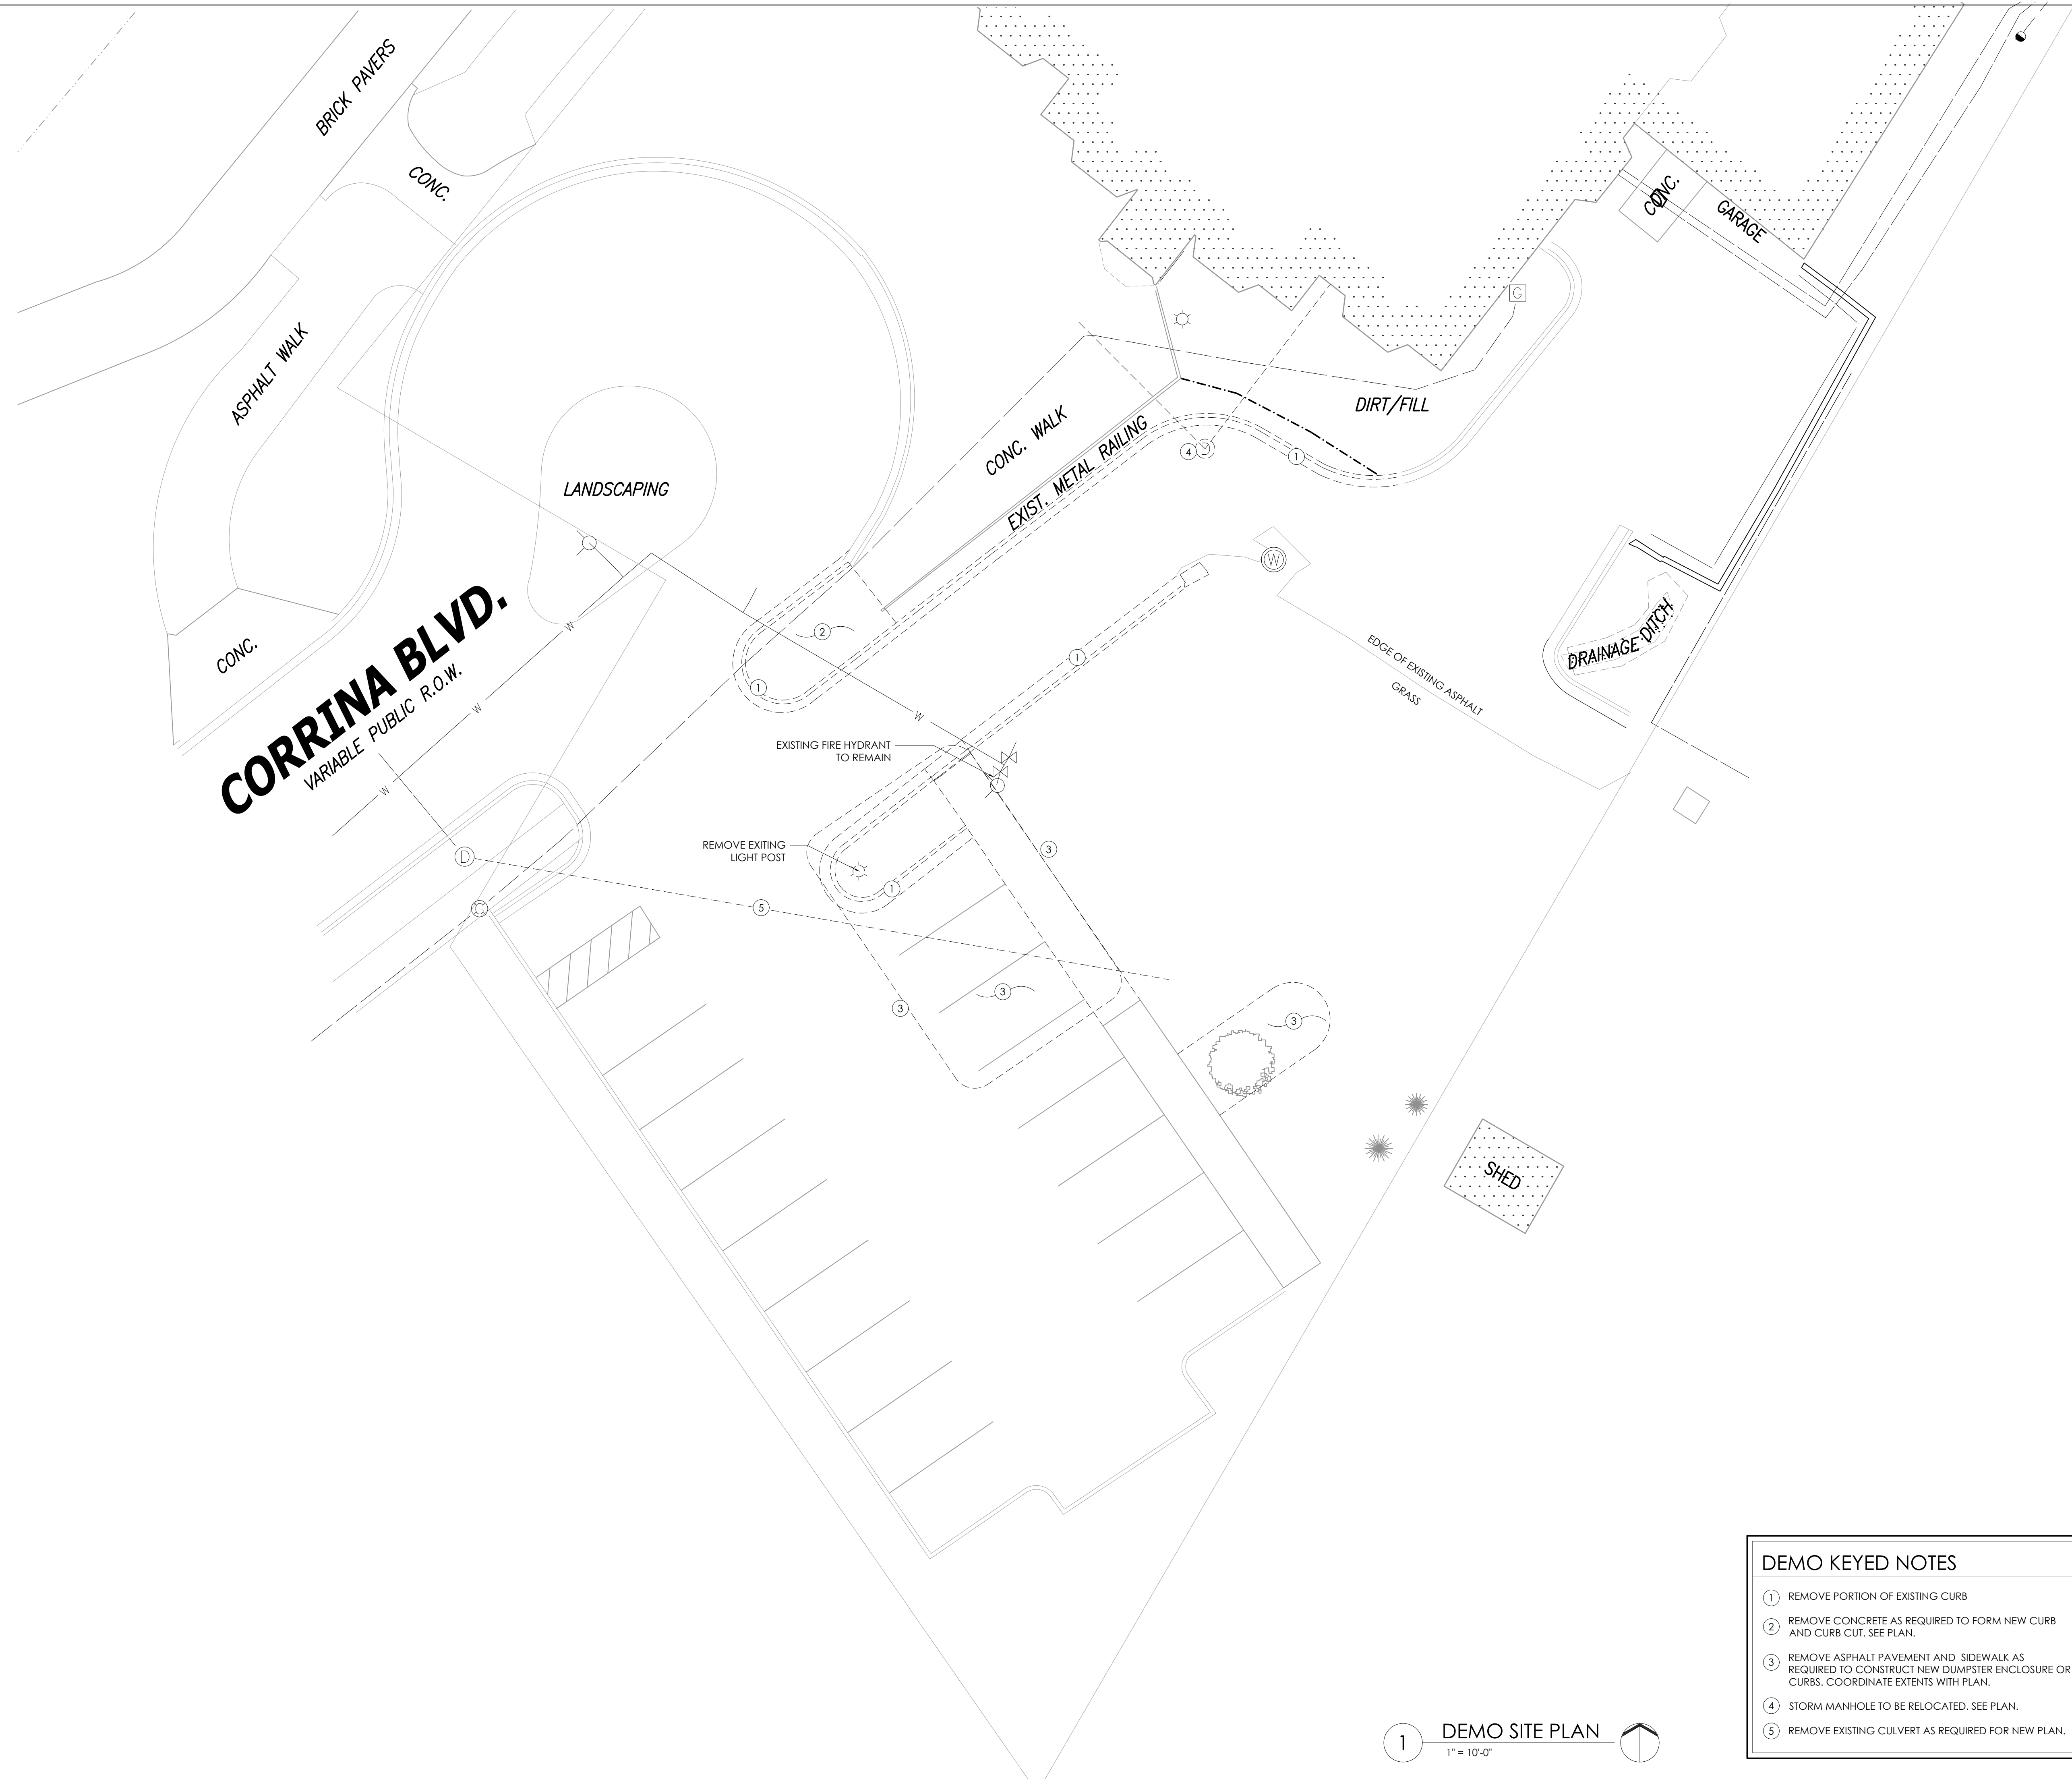 BRICK PAVERS
CONC.
CONC.
GARAGE
D
G
ASPHALT WALK
DIRT/FILL
CONC. WALK
EXIST. METAL RAILING
4
D
1
LANDSCAPING
W
CORRINA BLVD.
VARIABLE PUBLIC R.O.W.
W
W
W
CONC.
2
1
1
W
DRAINAGE DITCH
EDGE OF EXISTING ASPHALT
GRASS
EXISTING FIRE HYDRANT
TO REMAIN
REMOVE EXITING
LIGHT POST
3
D
1
G
5
3
3
3
SHED
DEMO KEYED NOTES
1 REMOVE PORTION OF EXISTING CURB
2 REMOVE CONCRETE AS REQUIRED TO FORM NEW CURB
AND CURB CUT. SEE PLAN.
3 REMOVE ASPHALT PAVEMENT AND SIDEWALK AS
REQUIRED TO CONSTRUCT NEW DUMPSTER ENCLOSURE OR
CURBS. COORDINATE EXTENTS WITH PLAN.
4 STORM MANHOLE TO BE RELOCATED. SEE PLAN.
5 REMOVE EXISTING CULVERT AS REQUIRED FOR NEW PLAN.
1 DEMO SITE PLAN
1" = 10'-0"